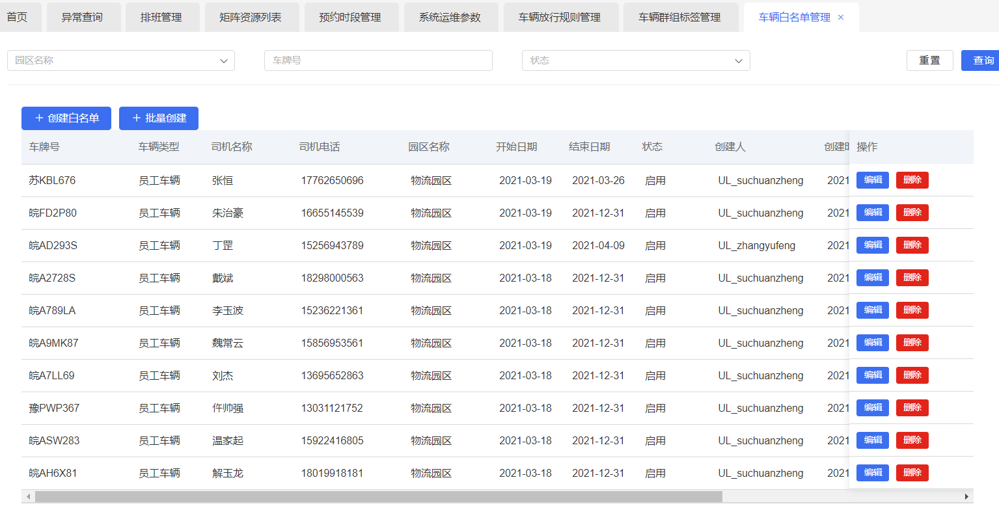 首页 异常查询 排班管理 矩阵资源列表 预约时段管理 系统运维参数 车辆放行规则管理 车辆群组标签管理 车辆白名单管理 ×
园区名称 车牌号 状态 重置 查询
+ 创建白名单 + 批量创建
车牌号 车辆类型 司机名称 司机电话 园区名称 开始日期 结束日期 状态 创建人 创建时 操作
苏KBL676 员工车辆 张恒 17762650696 物流园区 2021-03-19 2021-03-26 启用 UL_suchuanzheng 2021 编辑 删除
皖FD2P80 员工车辆 朱治豪 16655145539 物流园区 2021-03-19 2021-12-31 启用 UL_suchuanzheng 2021 编辑 删除
皖AD293S 员工车辆 丁罡 15256943789 物流园区 2021-03-19 2021-04-09 启用 UL_zhangyufeng 2021 编辑 删除
皖A2728S 员工车辆 戴斌 18298000563 物流园区 2021-03-18 2021-12-31 启用 UL_suchuanzheng 2021 编辑 删除
皖A789LA 员工车辆 李玉波 15236221361 物流园区 2021-03-18 2021-12-31 启用 UL_suchuanzheng 2021 编辑 删除
皖A9MK87 员工车辆 魏常云 15856953561 物流园区 2021-03-18 2021-12-31 启用 UL_suchuanzheng 2021 编辑 删除
皖A7LL69 员工车辆 刘杰 13695652863 物流园区 2021-03-18 2021-12-31 启用 UL_suchuanzheng 2021 编辑 删除
豫PWP367 员工车辆 仵帅强 13031121752 物流园区 2021-03-18 2021-12-31 启用 UL_suchuanzheng 2021 编辑 删除
皖ASW283 员工车辆 温家起 15922416805 物流园区 2021-03-18 2021-12-31 启用 UL_suchuanzheng 2021 编辑 删除
皖AH6X81 员工车辆 解玉龙 18019918181 物流园区 2021-03-18 2021-12-31 启用 UL_suchuanzheng 2021 编辑 删除